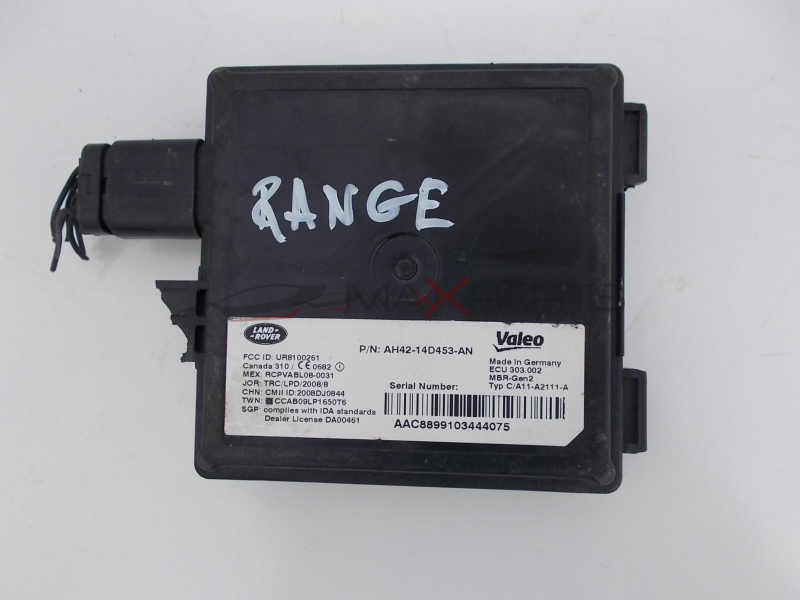 RANGE
MAXXPARTS
LAND-
ROVER
P/N: AH42-14D453-AN
Valeo
FCC ID: UR8100261
Canada 310 / CE 0682
MEX: RCPVABL08-0031
JOR: TRC/LPD/2008/8
CHN: CMII ID:2008DJ0844
TWN: CCAB09LP1650T6
SGP: complies with IDA standards
Dealer License DA00461
Serial Number:
AAC8899103444075
Made in Germany
ECU 303.002
MBR-Gen2
Typ C/A11-A2111-A